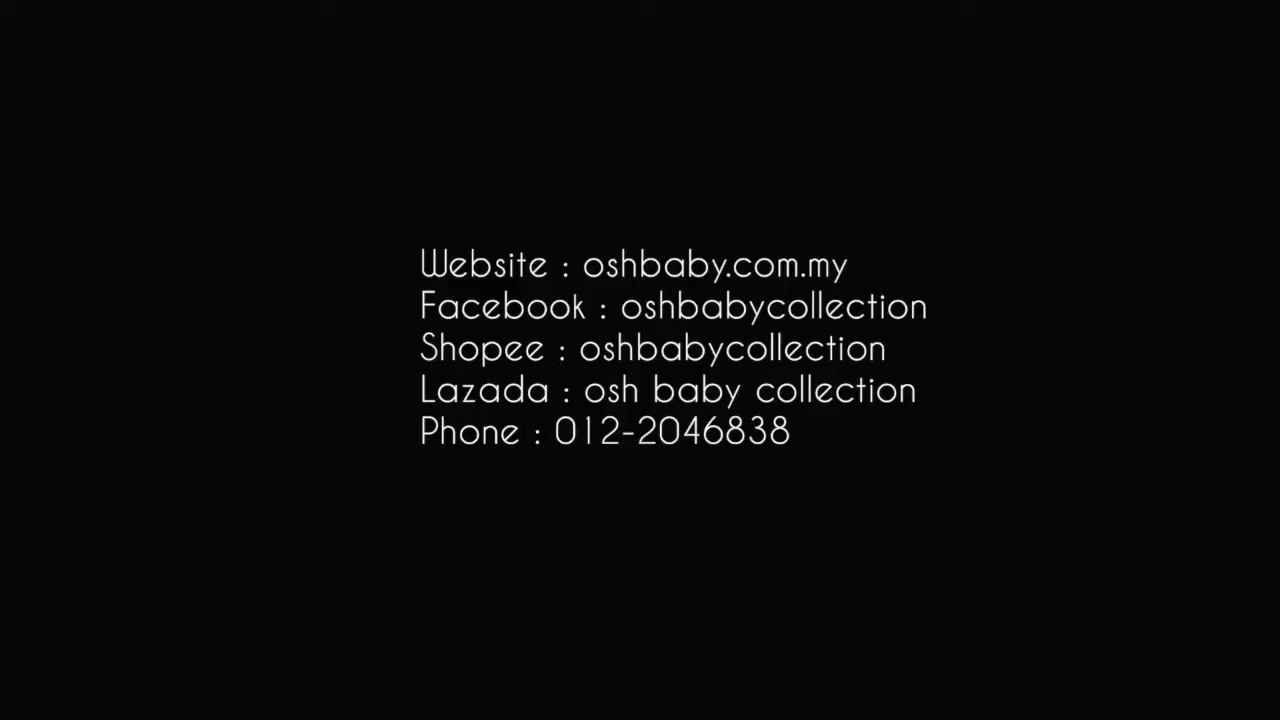 Website : oshbaby.com.my
Facebook : oshbabycollection
Shopee : oshbabycollection
Lazada : osh baby collection
Phone : 012-2046838